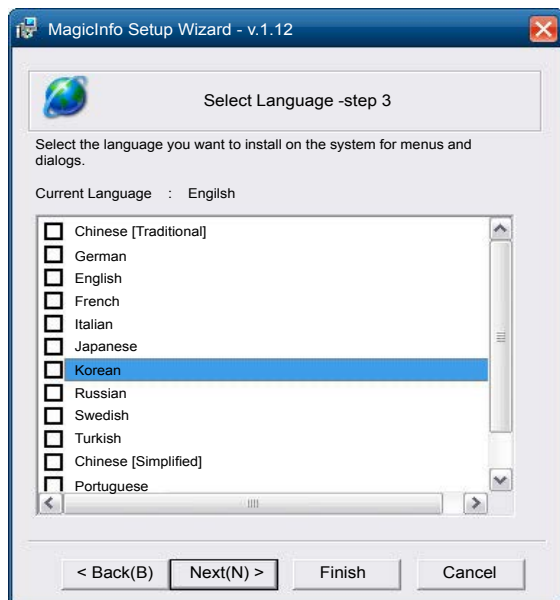 MagicInfo Setup Wizard - v.1.12
Select Language -step 3
Select the language you want to install on the system for menus and
dialogs.
Current Language : Engilsh
Chinese [Traditional]
German
English
French
Italian
Japanese
Korean
Russian
Swedish
Turkish
Chinese [Simplified]
Portuguese
< Back(B) Next(N) > Finish Cancel